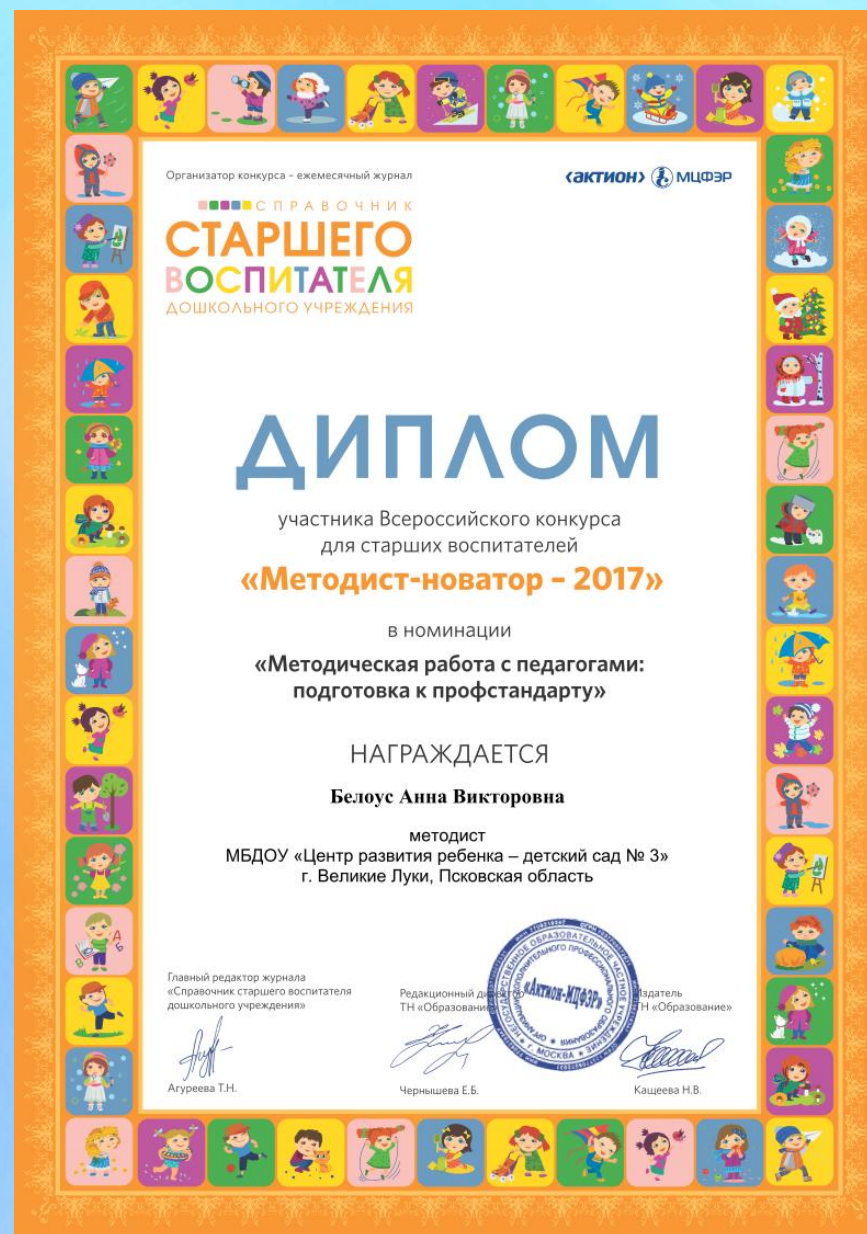 Организатор конкурса – ежемесячный журнал
‹актион› МЦФЭР
СПРАВОЧНИК
СТАРШЕГО
ВОСПИТАТЕЛЯ
ДОШКОЛЬНОГО УЧРЕЖДЕНИЯ
ДИПЛОМ
участника Всероссийского конкурса
для старших воспитателей
«Методист-новатор – 2017»
в номинации
«Методическая работа с педагогами:
подготовка к профстандарту»
НАГРАЖДАЕТСЯ
Белоус Анна Викторовна
методист
МБДОУ «Центр развития ребенка – детский сад № 3»
г. Великие Луки, Псковская область
Главный редактор журнала
«Справочник старшего воспитателя
дошкольного учреждения»
Агуреева Т.Н.
Редакционный
ТН «Образование»
Чернышева Е.Б.
Издатель
ТН «Образование»
Кащеева Н.В.
«Актион-МЦФЭР»
г. МОСКВА